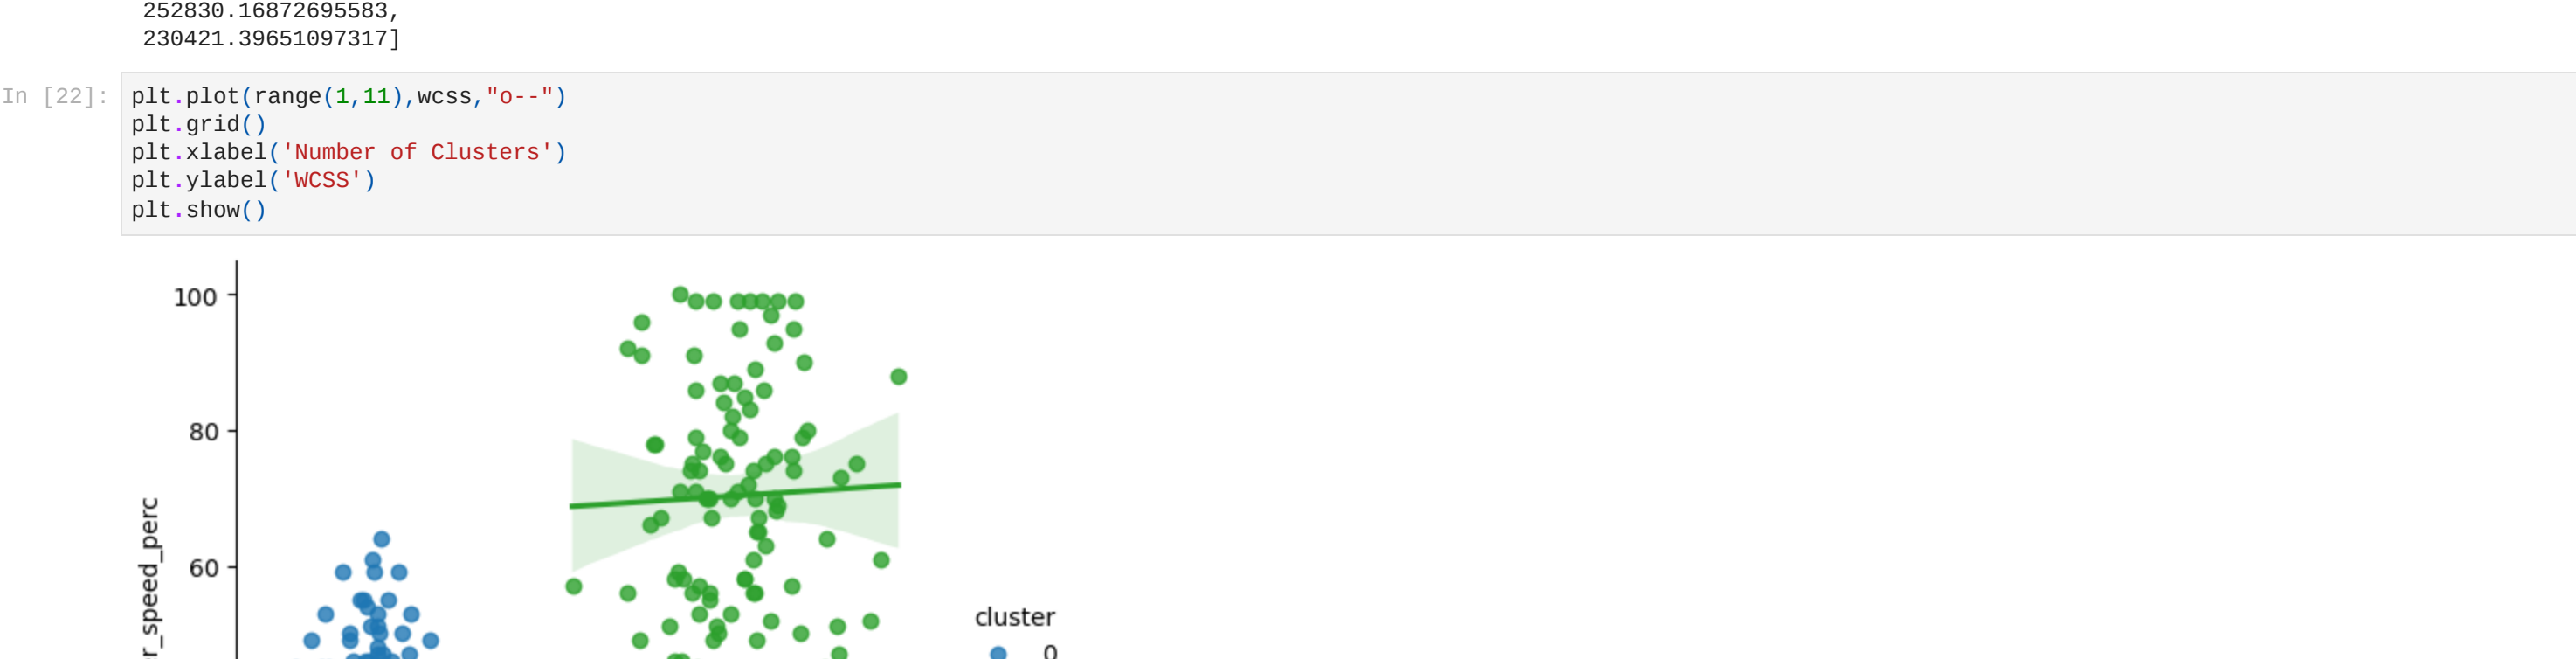 252830.16872695583,
230421.39651097317]
In [22]:
plt.plot(range(1,11),wcss,"o--")
plt.grid()
plt.xlabel('Number of Clusters')
plt.ylabel('WCSS')
plt.show()
100
80
60
r_speed_perc
cluster
0